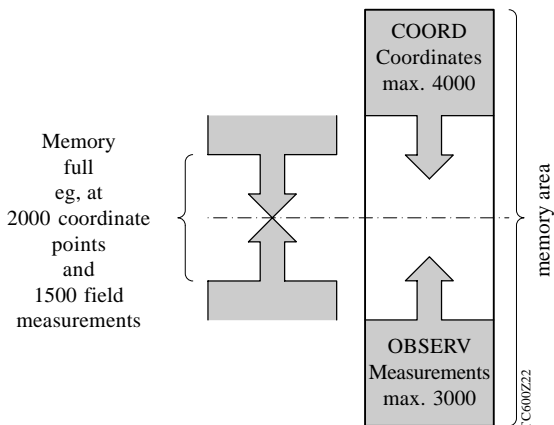 Memory
full
eg, at
2000 coordinate
points
and
1500 field
measurements
COORD
Coordinates
max. 4000
OBSERV
Measurements
max. 3000
memory area
TC600Z22